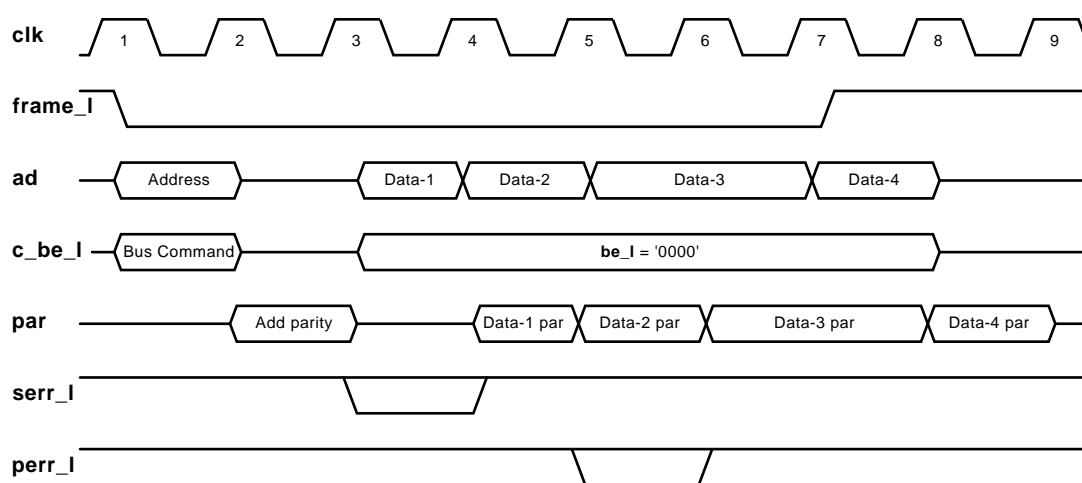 clk 1 2 3 4 5 6 7 8 9
frame_l
ad Address Data-1 Data-2 Data-3 Data-4
c_be_l Bus Command be_l = '0000'
par Add parity Data-1 par Data-2 par Data-3 par Data-4 par
serr_l
perr_l